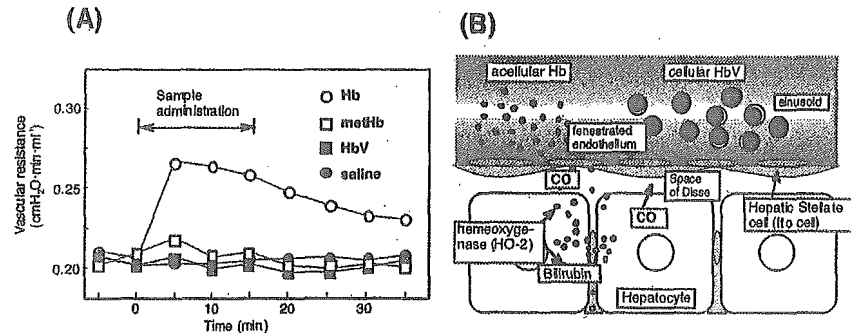 (A)
Vascular resistance
(cmH₂O·min·ml⁻¹)
0.30
0.25
0.20
Sample
administration
Hb
metHb
HbV
saline
0
10
20
30
Time (min)
(B)
acellular Hb
cellular HbV
sinusoid
fenestrated
endothelium
CO
Space
of Disse
CO
Hepatic Stellate
cell (Ito cell)
hemeoxyge-
nase (HO-2)
Bilirubin
Hepatocyte